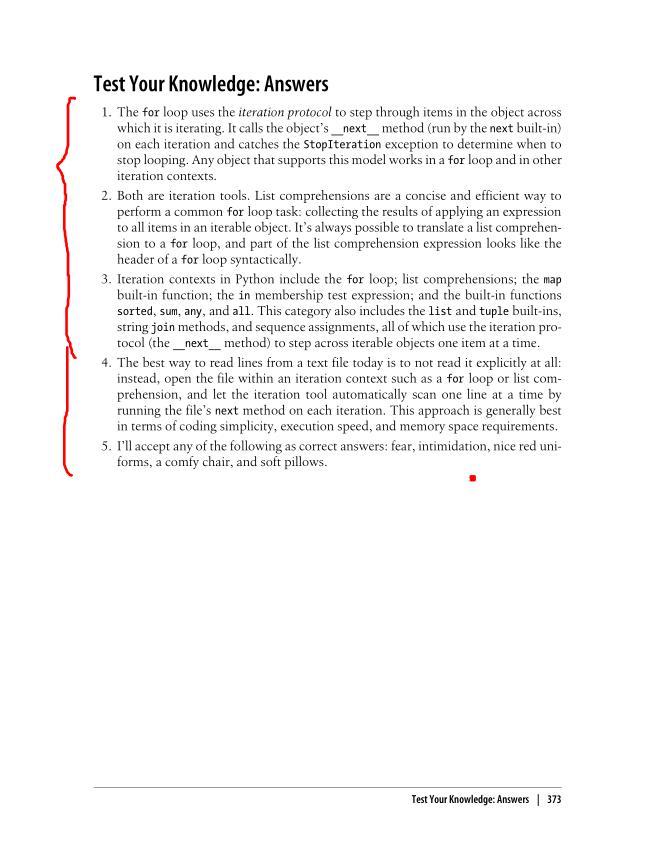 Test Your Knowledge: Answers
1. The for loop uses the iteration protocol to step through items in the object across
which it is iterating. It calls the object’s __next__ method (run by the next built-in)
on each iteration and catches the StopIteration exception to determine when to
stop looping. Any object that supports this model works in a for loop and in other
iteration contexts.
2. Both are iteration tools. List comprehensions are a concise and efficient way to
perform a common for loop task: collecting the results of applying an expression
to all items in an iterable object. It’s always possible to translate a list comprehen-
sion to a for loop, and part of the list comprehension expression looks like the
header of a for loop syntactically.
3. Iteration contexts in Python include the for loop; list comprehensions; the map
built-in function; the in membership test expression; and the built-in functions
sorted, sum, any, and all. This category also includes the list and tuple built-ins,
string join methods, and sequence assignments, all of which use the iteration pro-
tocol (the __next__ method) to step across iterable objects one item at a time.
4. The best way to read lines from a text file today is to not read it explicitly at all:
instead, open the file within an iteration context such as a for loop or list com-
prehension, and let the iteration tool automatically scan one line at a time by
running the file’s next method on each iteration. This approach is generally best
in terms of coding simplicity, execution speed, and memory space requirements.
5. I’ll accept any of the following as correct answers: fear, intimidation, nice red uni-
forms, a comfy chair, and soft pillows.
Test Your Knowledge: Answers | 373